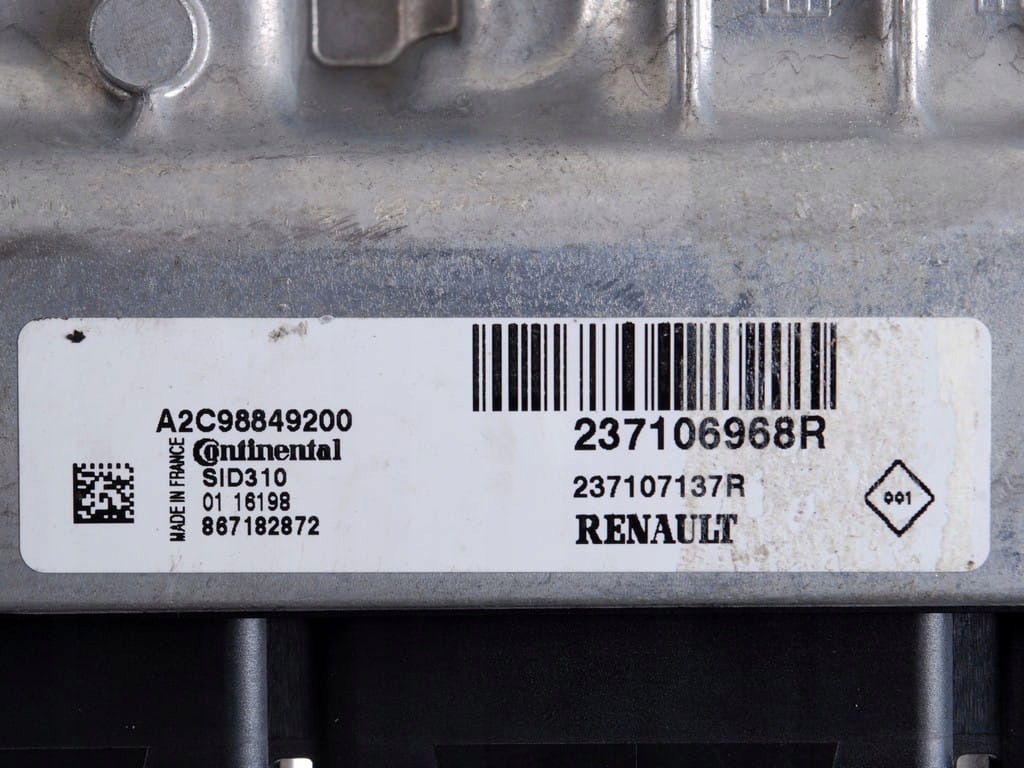 A2C98849200
Continental
MADE IN FRANCE
SID310
01 16198
867182872
237106968R
237107137R
RENAULT
001